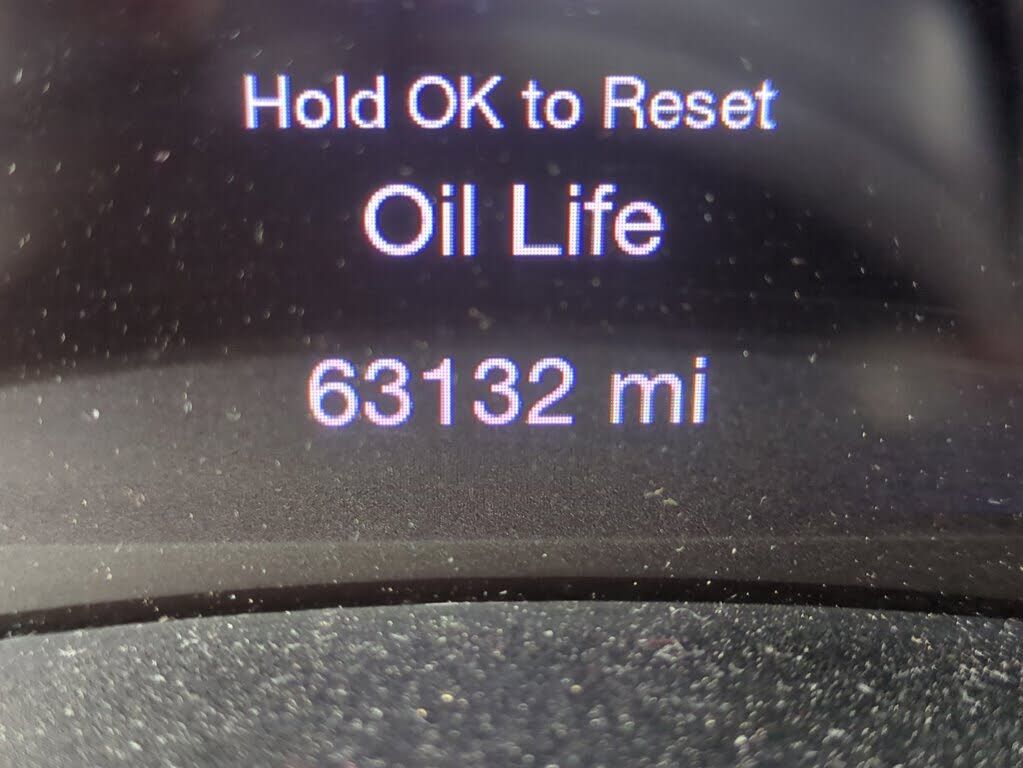 Hold OK to Reset
Oil Life
63132 mi